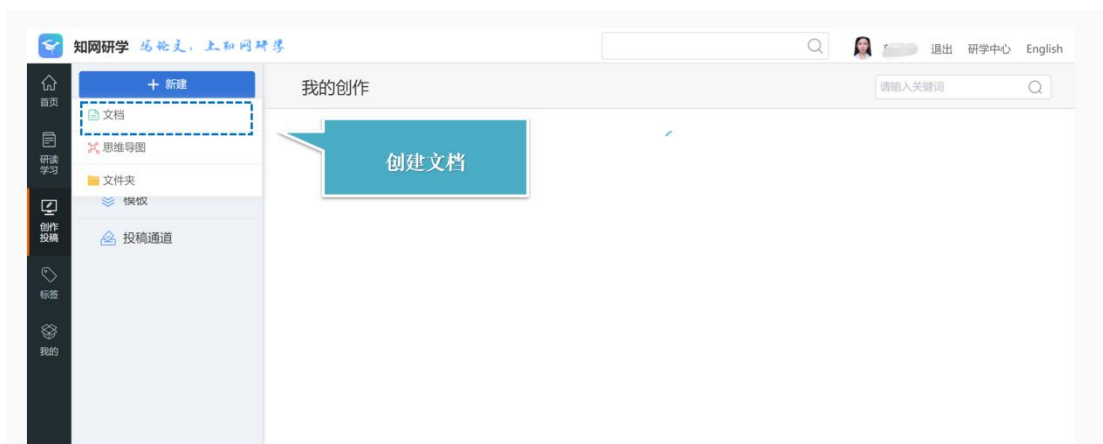 知网研学 写论文,上知网研学
退出 研学中心 English
首页
研读
学习
创作
投稿
标签
我的
+ 新建
文档
思维导图
文件夹
模板
投稿通道
我的创作
请输入关键词
创建文档